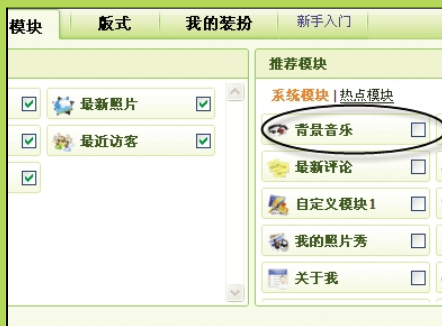 模块 版式 我的装扮 新手入门
推荐模块
系统模块 | 热点模块
最新照片
最近访客
背景音乐
最新评论
自定义模块1
我的照片秀
关于我